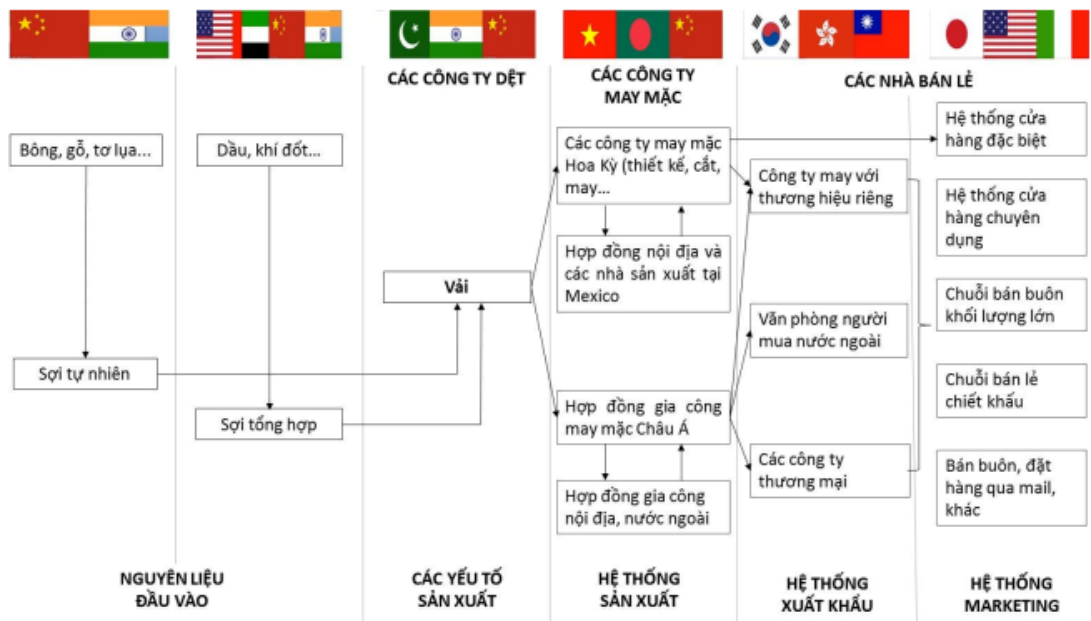 CÁC CÔNG TY DỆT
CÁC CÔNG TY
MAY MẶC
CÁC NHÀ BÁN LẺ
Bông, gỗ, tơ lụa...
Dầu, khí đốt...
Các công ty may mặc
Hoa Kỳ (thiết kế, cắt,
may...
Hợp đồng nội địa và
các nhà sản xuất tại
Mexico
Vải
Sợi tự nhiên
Sợi tổng hợp
Hợp đồng gia công
may mặc Châu Á
Hợp đồng gia công
nội địa, nước ngoài
Công ty may với
thương hiệu riêng
Văn phòng người
mua nước ngoài
Các công ty
thương mại
Hệ thống cửa
hàng đặc biệt
Hệ thống cửa
hàng chuyên
dụng
Chuỗi bán buôn
khối lượng lớn
Chuỗi bán lẻ
chiết khấu
Bán buôn, đặt
hàng qua mail,
khác
NGUYÊN LIỆU
ĐẦU VÀO
CÁC YẾU TỐ
SẢN XUẤT
HỆ THỐNG
SẢN XUẤT
HỆ THỐNG
XUẤT KHẨU
HỆ THỐNG
MARKETING